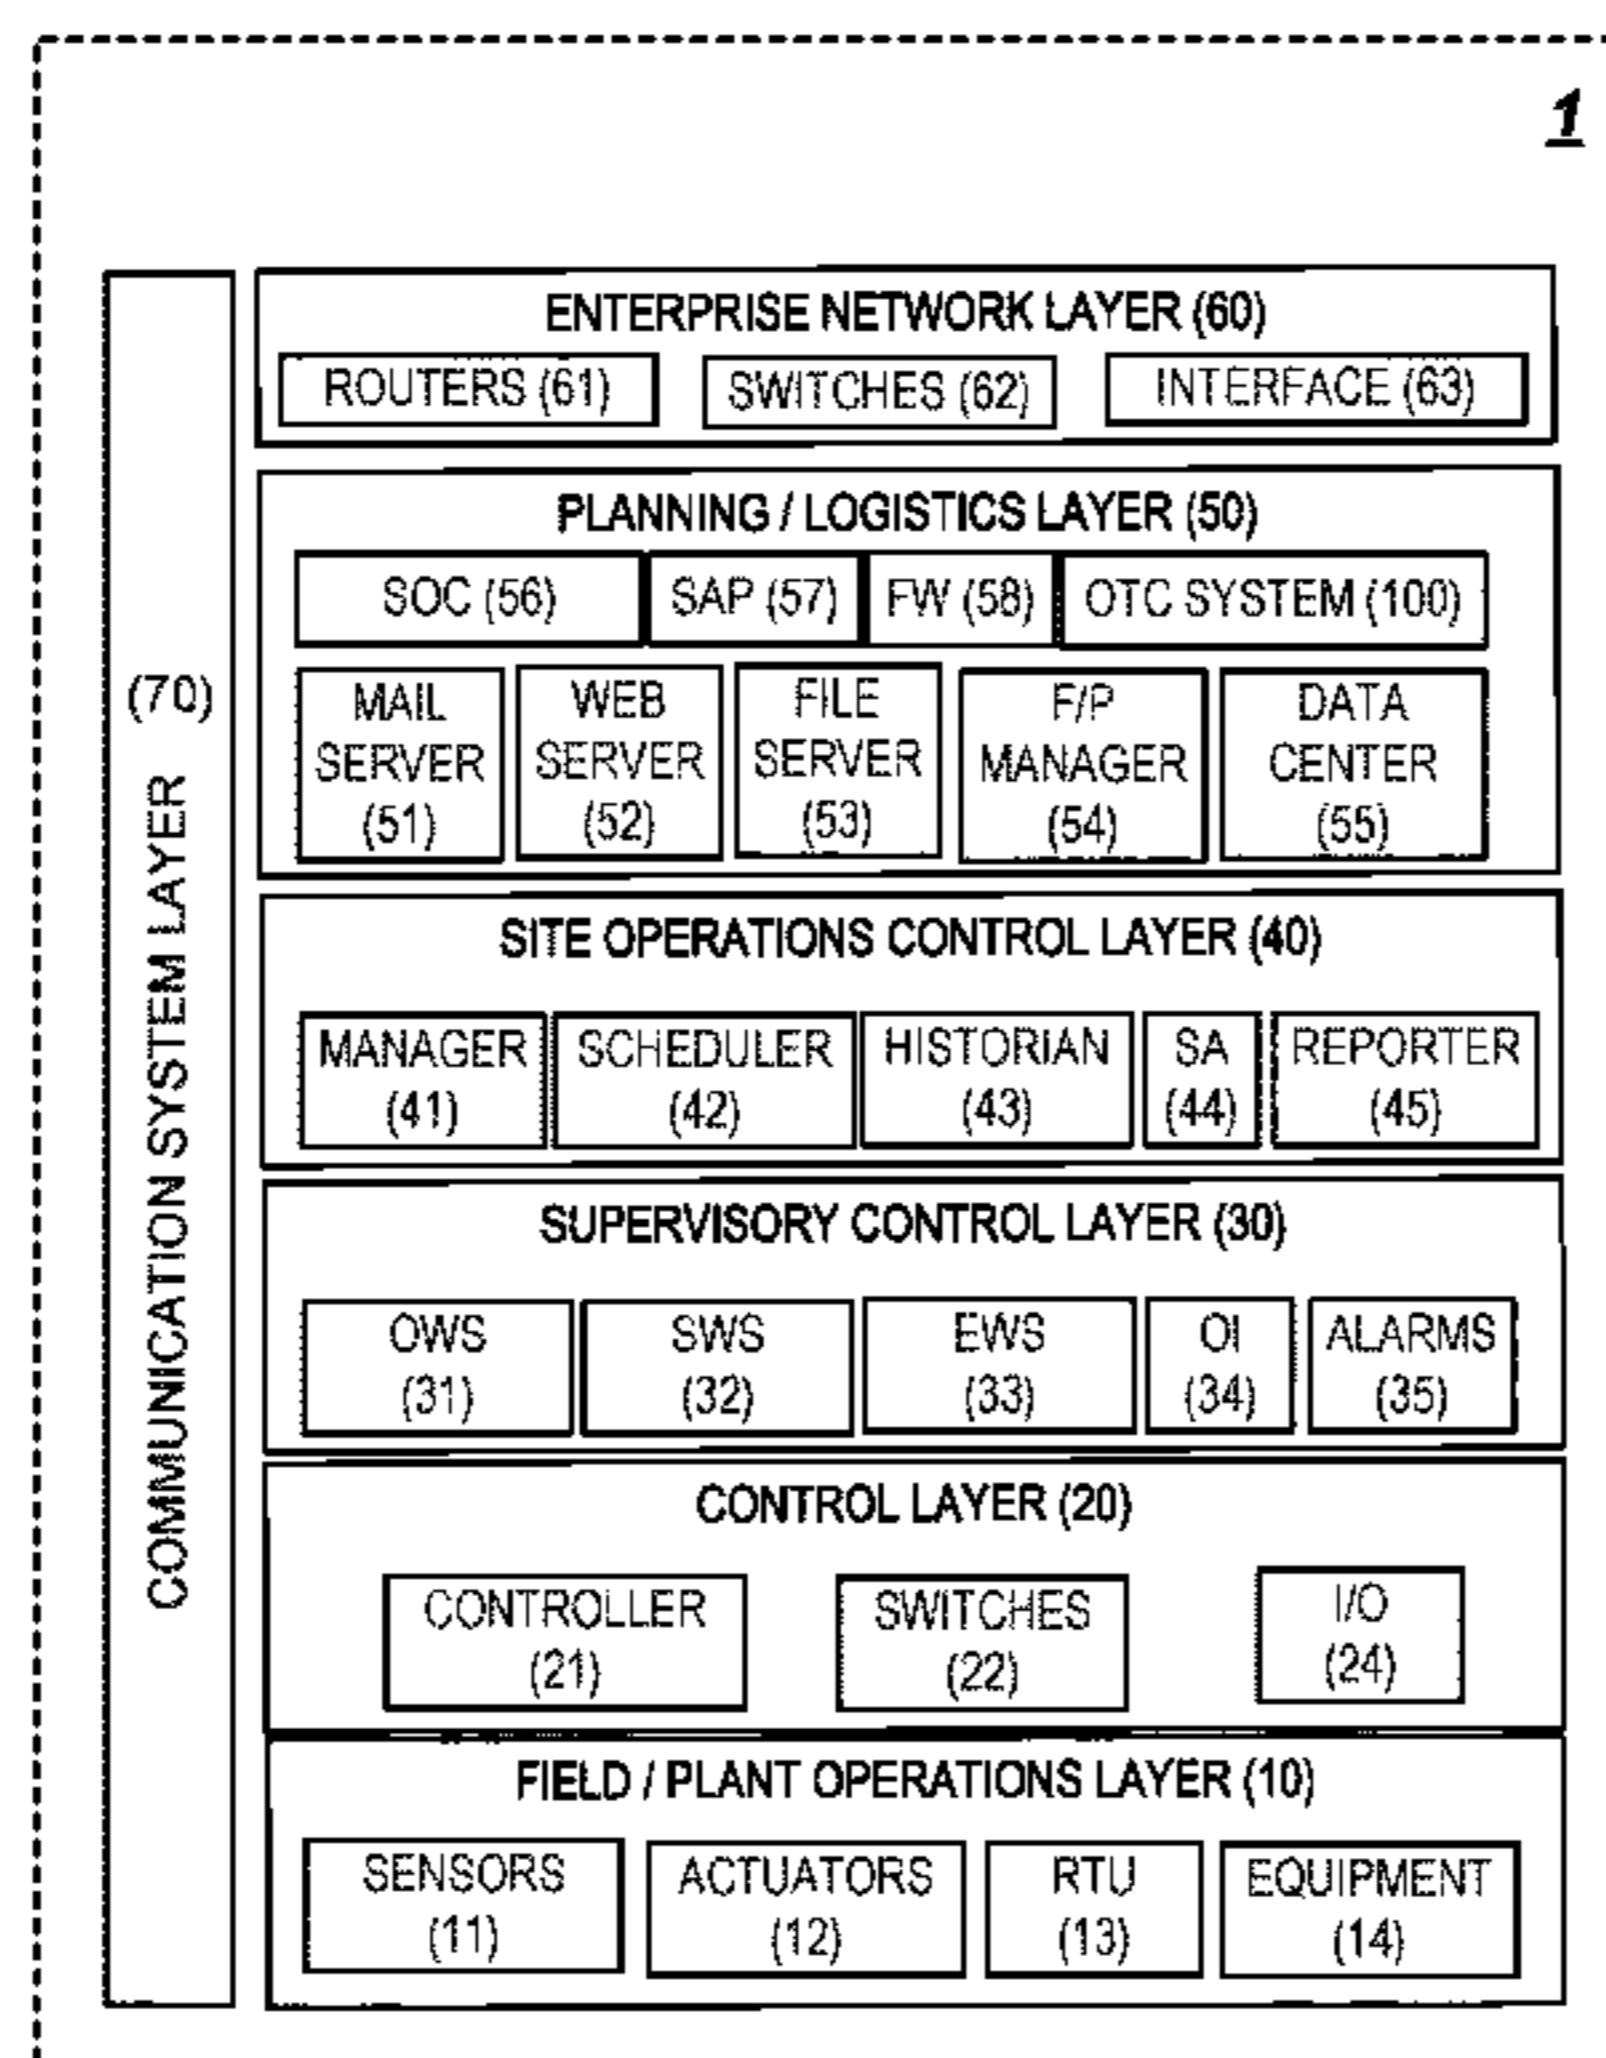 1
COMMUNICATION SYSTEM LAYER (70)
ENTERPRISE NETWORK LAYER (60)
ROUTERS (61)
SWITCHES (62)
INTERFACE (63)
PLANNING / LOGISTICS LAYER (50)
SOC (56)
SAP (57)
FW (58)
OTC SYSTEM (100)
MAIL
SERVER
(51)
WEB
SERVER
(52)
FILE
SERVER
(53)
F/P
MANAGER
(54)
DATA
CENTER
(55)
SITE OPERATIONS CONTROL LAYER (40)
MANAGER
(41)
SCHEDULER
(42)
HISTORIAN
(43)
SA
(44)
REPORTER
(45)
SUPERVISORY CONTROL LAYER (30)
OWS
(31)
SWS
(32)
EWS
(33)
OI
(34)
ALARMS
(35)
CONTROL LAYER (20)
CONTROLLER
(21)
SWITCHES
(22)
I/O
(24)
FIELD / PLANT OPERATIONS LAYER (10)
SENSORS
(11)
ACTUATORS
(12)
RTU
(13)
EQUIPMENT
(14)